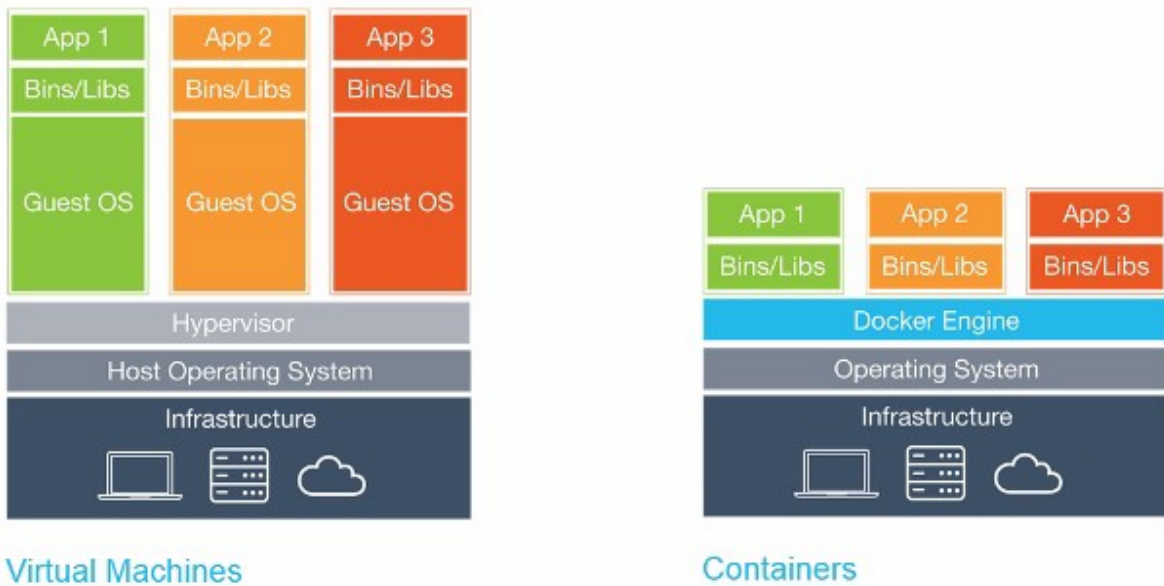 App 1
App 2
App 3
Bins/Libs
Bins/Libs
Bins/Libs
Guest OS
Guest OS
Guest OS
Hypervisor
Host Operating System
Infrastructure
Virtual Machines
App 1
App 2
App 3
Bins/Libs
Bins/Libs
Bins/Libs
Docker Engine
Operating System
Infrastructure
Containers